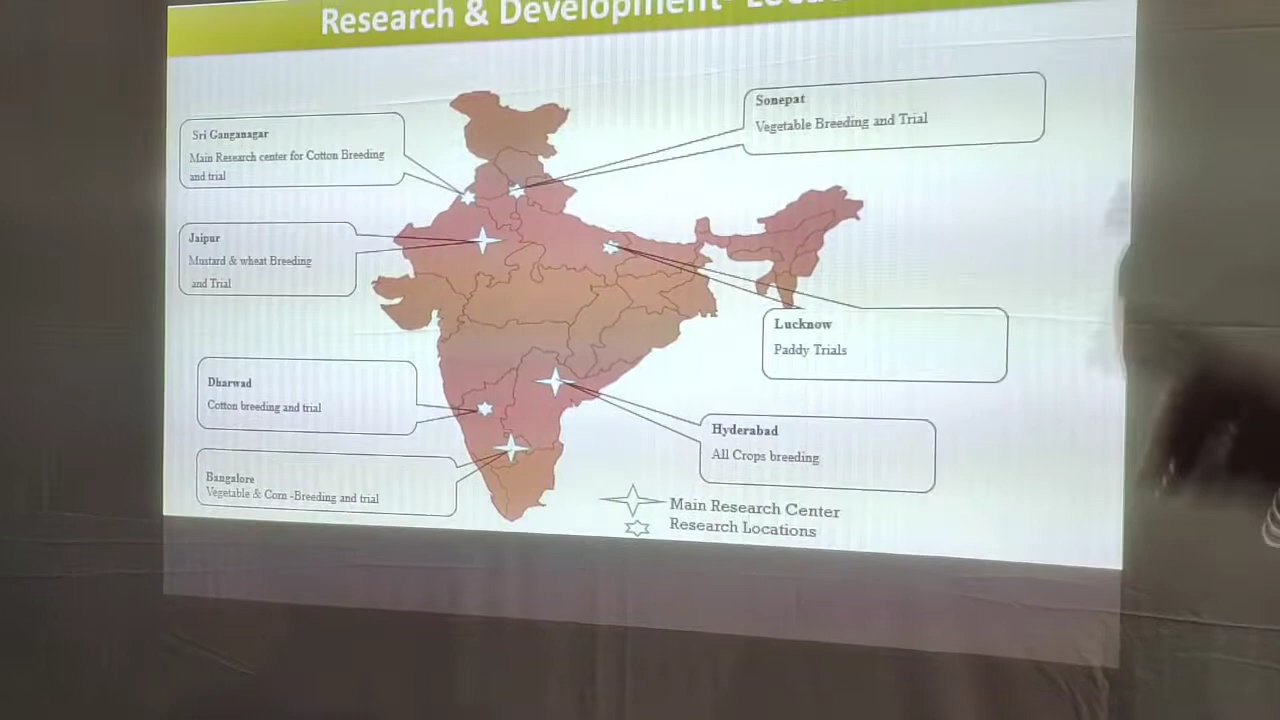 Research & Development-
Sri Ganganagar
Main Research center for Cotton Breeding
and trial
Sonepat
Vegetable Breeding and Trial
Jaipur
Mustard & wheat Breeding
and Trial
Lucknow
Paddy Trials
Dharwad
Cotton breeding and trial
Hyderabad
All Crops breeding
Bangalore
Vegetable & Corn -Breeding and trial
Main Research Center
Research Locations